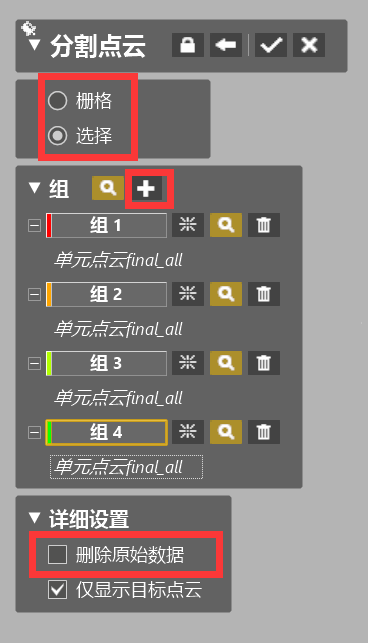 分割点云
栅格
选择
组
组 1
单元点云final_all
组 2
单元点云final_all
组 3
单元点云final_all
组 4
单元点云final_all
详细设置
删除原始数据
仅显示目标点云